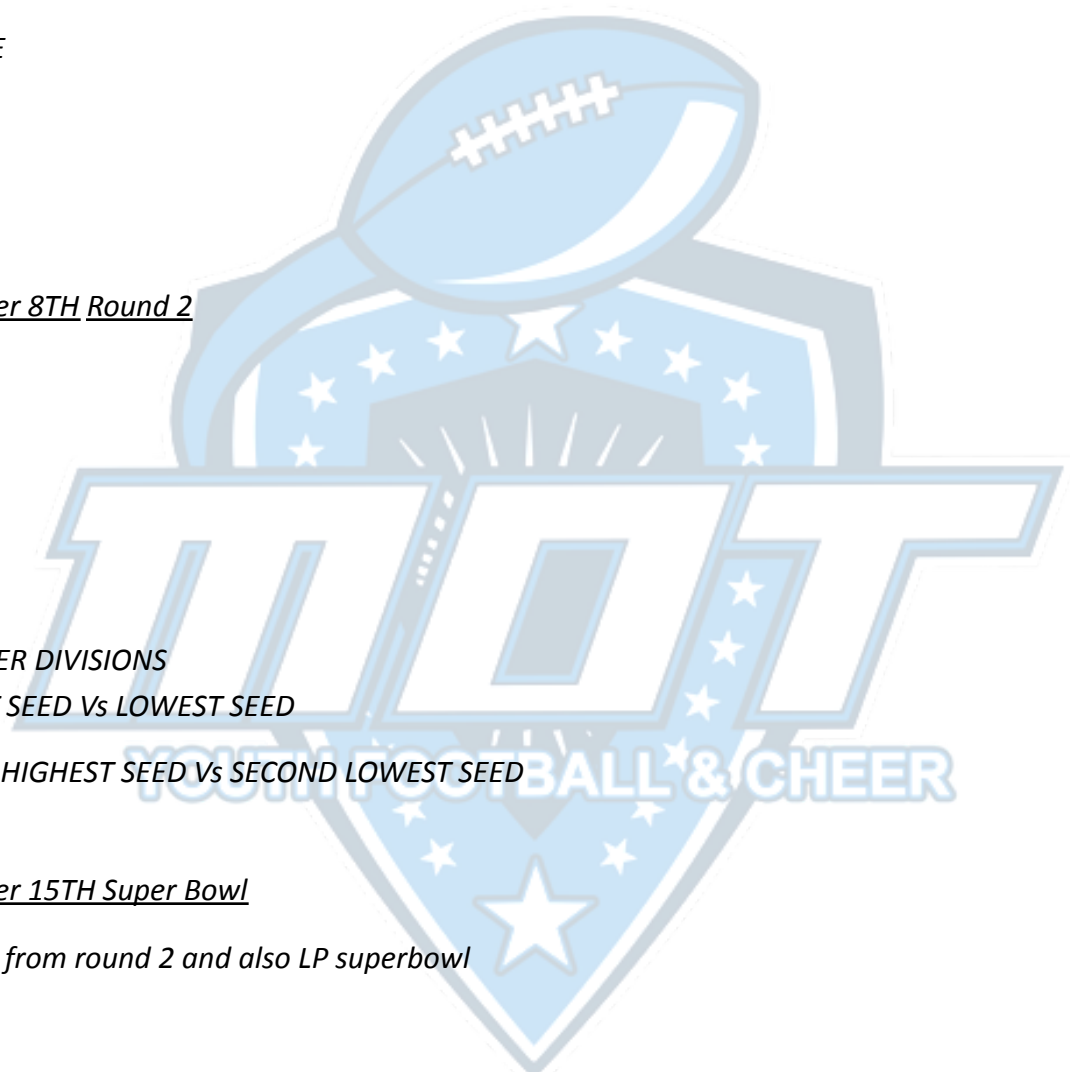 E
er 8TH Round 2
MOT
ER DIVISIONS
T SEED Vs LOWEST SEED
HIGHEST SEED Vs SECOND LOWEST SEED
YOUTH FOOTBALL & CHEER
er 15TH Super Bowl
from round 2 and also LP superbowl